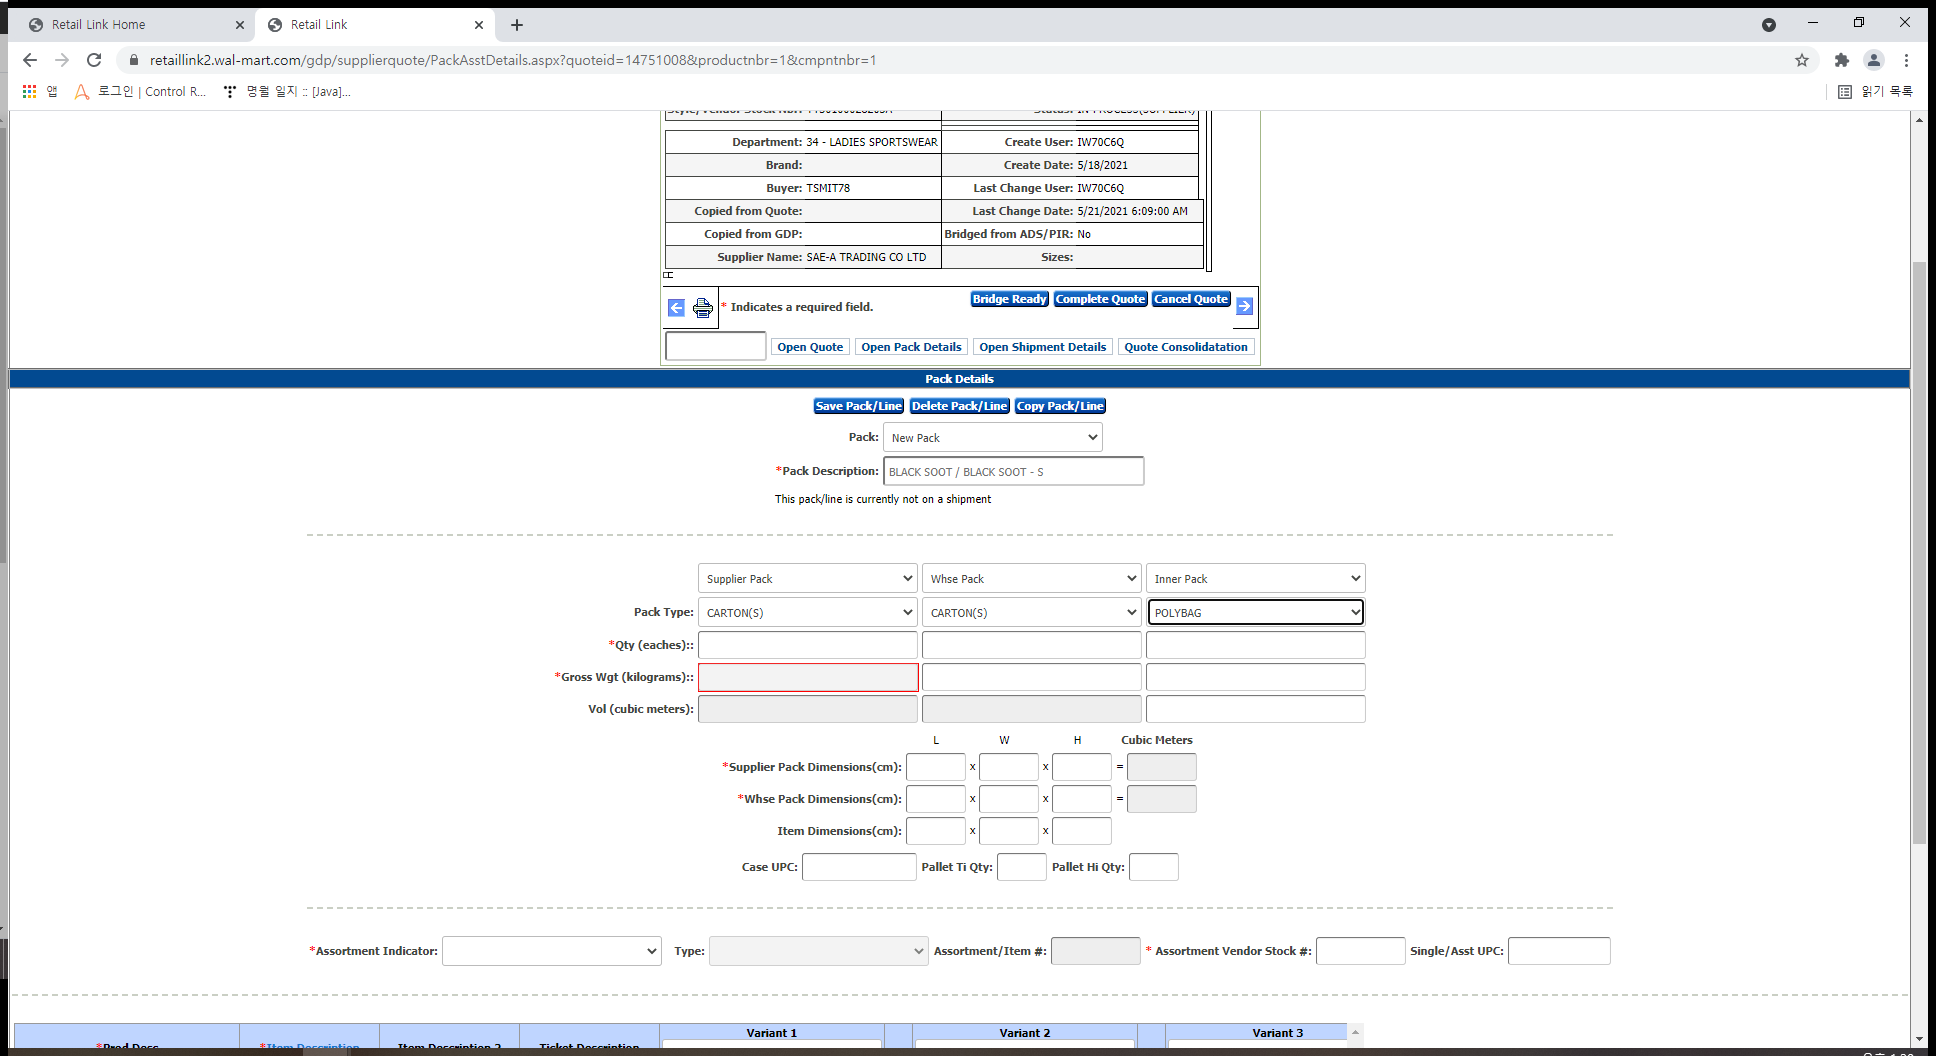 Retail Link Home
Retail Link
retaillink2.wal-mart.com/gdp/supplierquote/PackAsstDetails.aspx?quoteid=14751008&productnbr=1&cmpntnbr=1
앱 로그인 | Control R... 명월 일지 :: [Java]... 읽기 목록
Department: 34 - LADIES SPORTSWEAR Create User: IW70C6Q
Brand: Create Date: 5/18/2021
Buyer: TSMIT78 Last Change User: IW70C6Q
Copied from Quote: Last Change Date: 5/21/2021 6:09:00 AM
Copied from GDP: Bridged from ADS/PIR: No
Supplier Name: SAE-A TRADING CO LTD Sizes:
* Indicates a required field. Bridge Ready Complete Quote Cancel Quote
Open Quote Open Pack Details Open Shipment Details Quote Consolidatation
Pack Details
Save Pack/Line Delete Pack/Line Copy Pack/Line
Pack: New Pack
*Pack Description: BLACK SOOT / BLACK SOOT - S
This pack/line is currently not on a shipment
Supplier Pack Whse Pack Inner Pack
Pack Type: CARTON(S) CARTON(S) POLYBAG
*Qty (eaches)::
*Gross Wgt (kilograms)::
Vol (cubic meters):
L W H Cubic Meters
*Supplier Pack Dimensions(cm): x x =
*Whse Pack Dimensions(cm): x x =
Item Dimensions(cm): x x
Case UPC: Pallet Ti Qty: Pallet Hi Qty:
*Assortment Indicator: Type: Assortment/Item #: * Assortment Vendor Stock #: Single/Asst UPC:
Variant 1 Variant 2 Variant 3
*Prod Desc *Item Description Item Description 2 Ticket Description